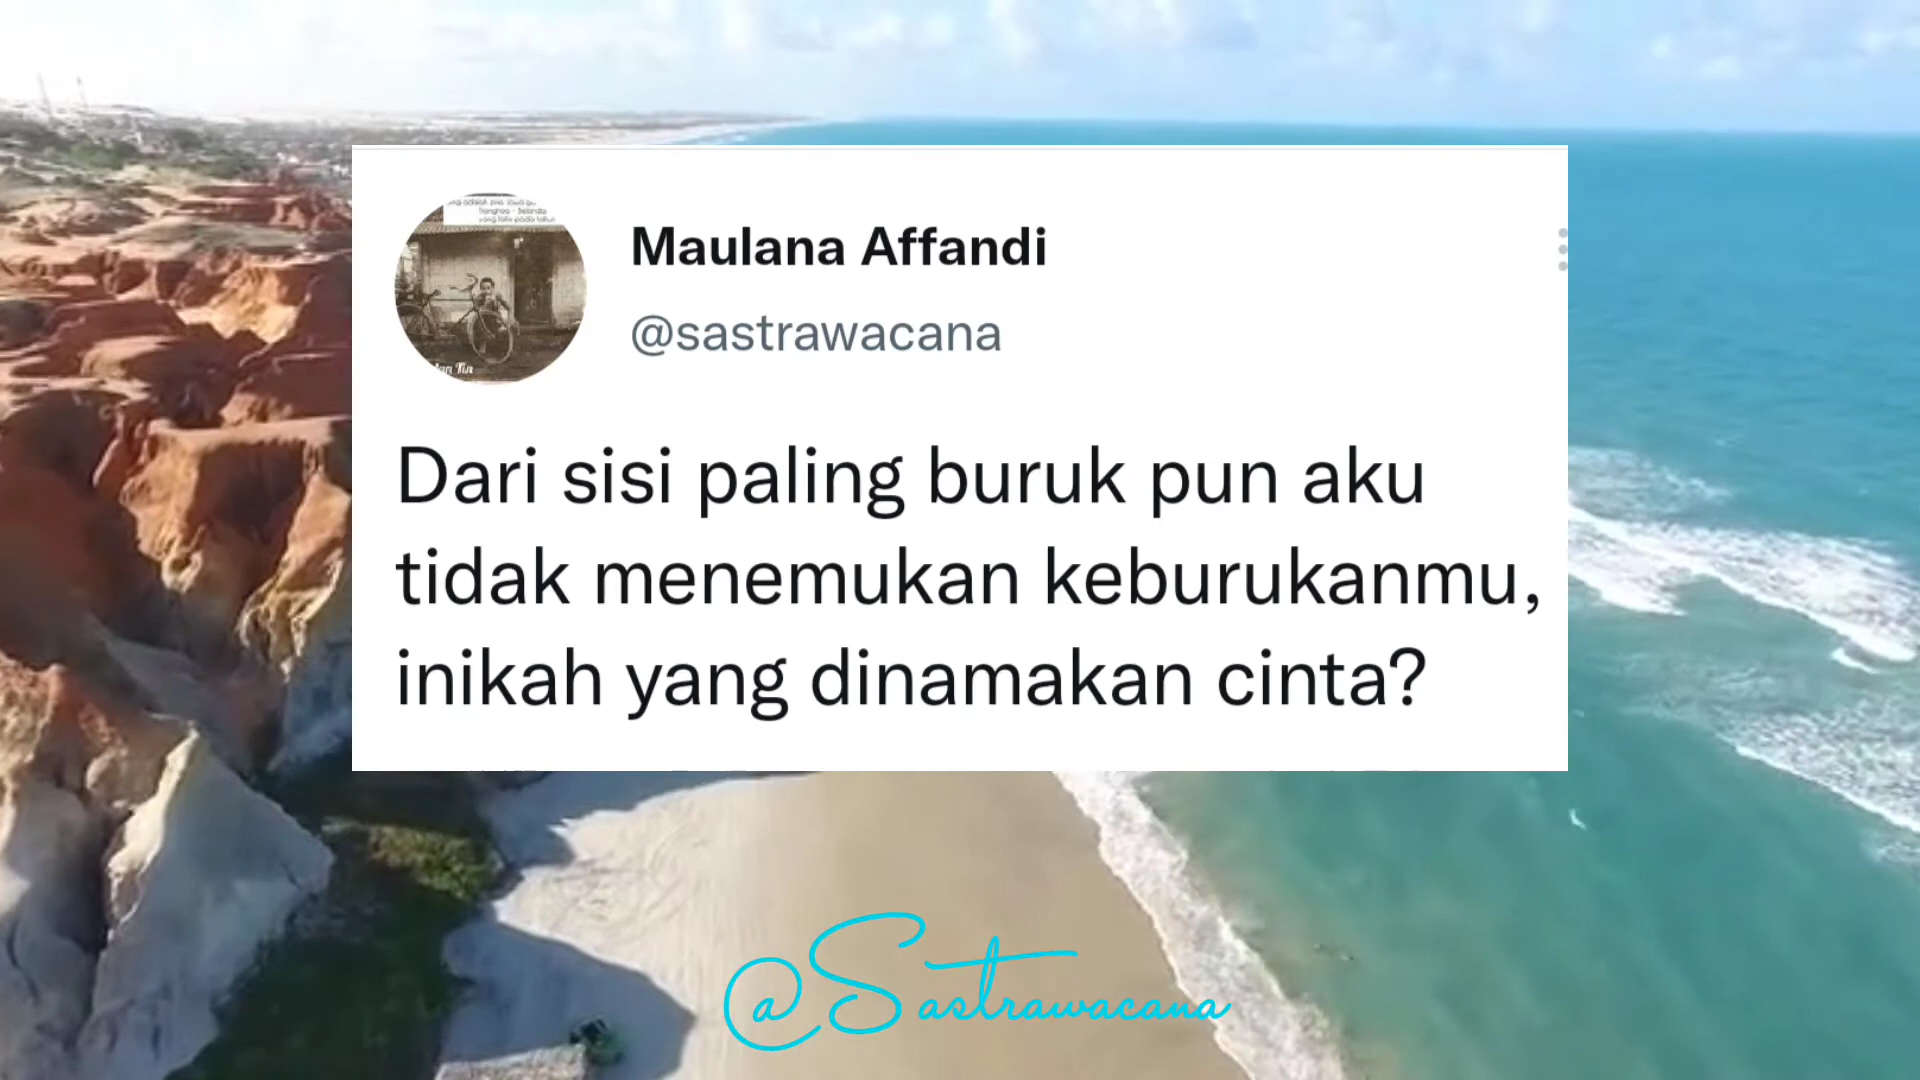 Maulana Affandi
@sastrawacana
Dari sisi paling buruk pun aku
tidak menemukan keburukanmu,
inikah yang dinamakan cinta?
@Sastrawacana